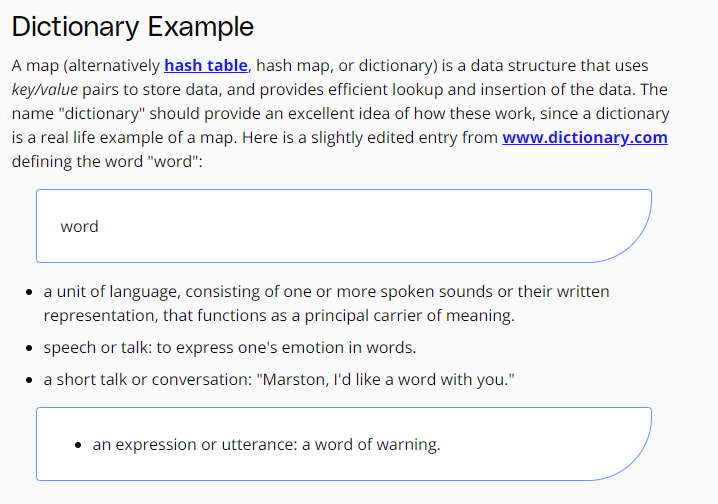 Dictionary Example
A map (alternatively hash table, hash map, or dictionary) is a data structure that uses
key/value pairs to store data, and provides efficient lookup and insertion of the data. The
name "dictionary" should provide an excellent idea of how these work, since a dictionary
is a real life example of a map. Here is a slightly edited entry from www.dictionary.com
defining the word "word":
word
• a unit of language, consisting of one or more spoken sounds or their written
representation, that functions as a principal carrier of meaning.
• speech or talk: to express one's emotion in words.
• a short talk or conversation: "Marston, I'd like a word with you."
• an expression or utterance: a word of warning.